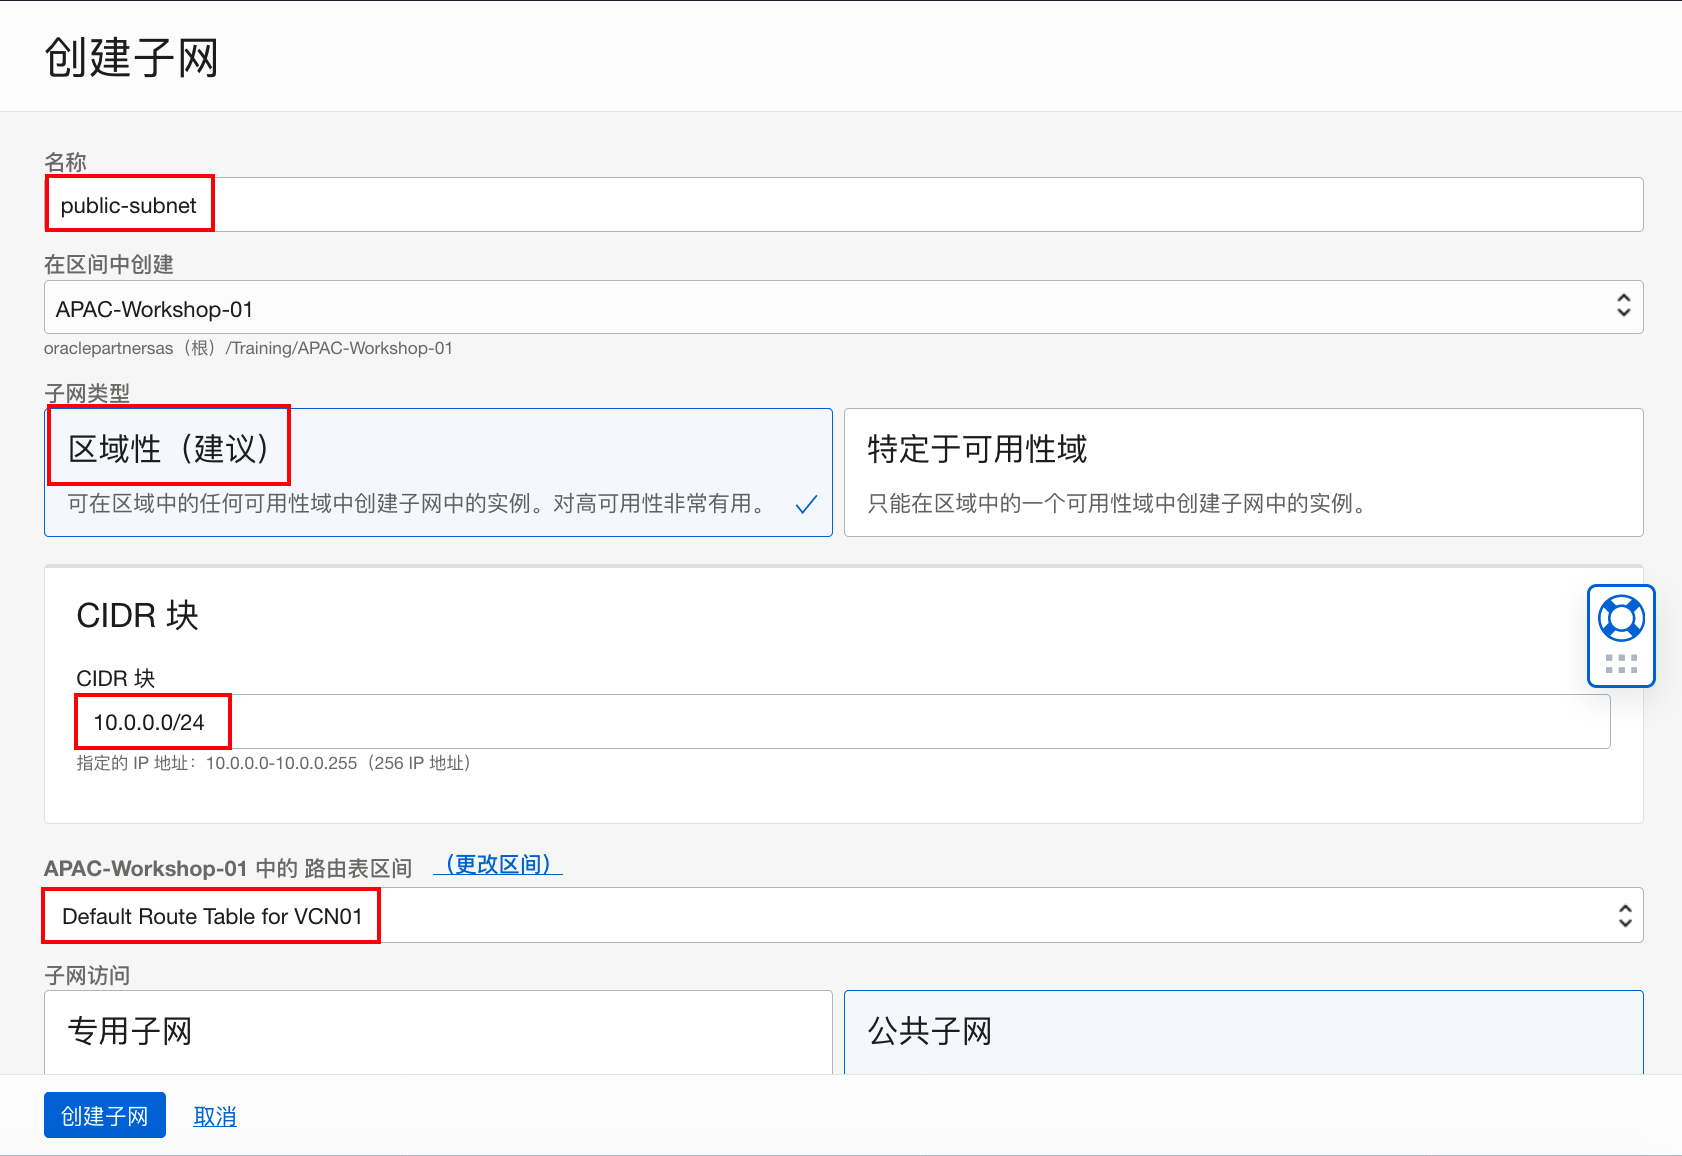 创建子网
名称
public-subnet
在区间中创建
APAC-Workshop-01
oraclepartnersas（根）/Training/APAC-Workshop-01
子网类型
区域性（建议）
可在区域中的任何可用性域中创建子网中的实例。对高可用性非常有用。
特定于可用性域
只能在区域中的一个可用性域中创建子网中的实例。
CIDR 块
CIDR 块
10.0.0.0/24
指定的 IP 地址：10.0.0.0-10.0.0.255（256 IP 地址）
APAC-Workshop-01 中的 路由表区间 （更改区间）
Default Route Table for VCN01
子网访问
专用子网
公共子网
创建子网 取消